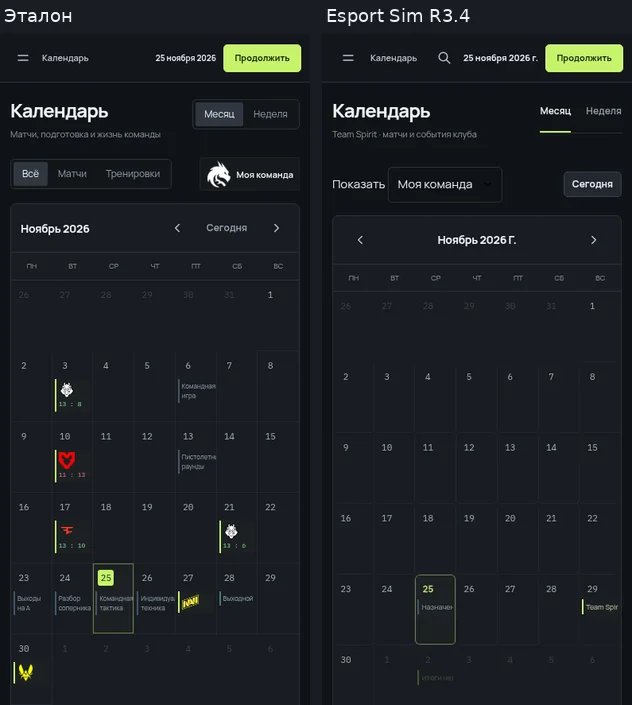 Эталон
Календарь
25 ноября 2026
Продолжить
Календарь
Матчи, подготовка и жизнь команды
Месяц
Неделя
Всё
Матчи
Тренировки
Моя команда
Ноябрь 2026
Сегодня
ПН ВТ СР ЧТ ПТ СБ ВС
26 27 28 29 30 31 1
2 3 4 5 6 7 8
13 : 8
Командная
игра
9 10 11 12 13 14 15
11 : 13
Пистолетн
раунды
16 17 18 19 20 21 22
13 : 10
13 : 6
23 24 25 26 27 28 29
Выходы
на A
Разбор
соперника
Командная
тактика
Индивидуа
техника
Выходной
30 1 2 3 4 5 6
Esport Sim R3.4
Календарь
25 ноября 2026 г.
Продолжить
Календарь
Team Spirit · матчи и события клуба
Месяц
Неделя
Показать
Моя команда
Сегодня
Ноябрь 2026 Г.
ПН ВТ СР ЧТ ПТ СБ ВС
26 27 28 29 30 31 1
2 3 4 5 6 7 8
9 10 11 12 13 14 15
16 17 18 19 20 21 22
23 24 25 26 27 28 29
Назначен
Team Spir
30 1 2 3 4 5 6